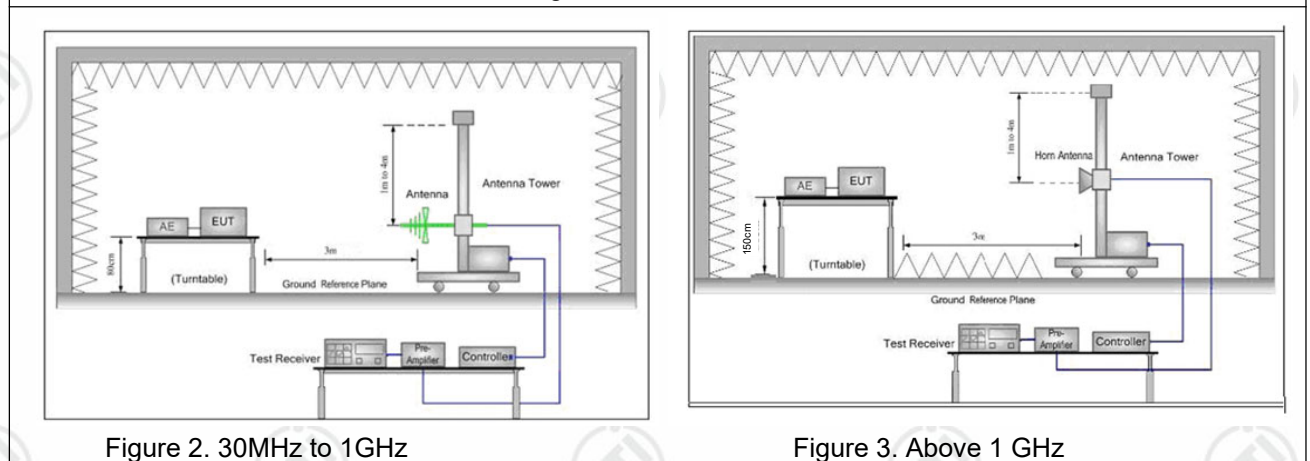 1m to 4m
Antenna
Antenna Tower
AE
EUT
80cm
3m
(Turntable)
Ground Reference Plane
Test Receiver
Pre-
Amplifier
Controller
Figure 2. 30MHz to 1GHz
1m to 4m
Horn Antenna
Antenna Tower
AE
EUT
150cm
3m
(Turntable)
Ground Reference Plane
Test Receiver
Pre-
Amplifier
Controller
Figure 3. Above 1 GHz